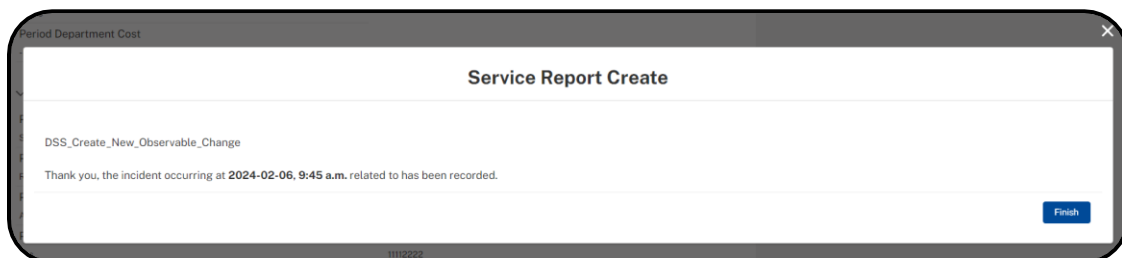 Period Department Cost
Service Report Create
DSS_Create_New_Observable_Change
Thank you, the incident occurring at 2024-02-06, 9:45 a.m. related to has been recorded.
Finish
11112222